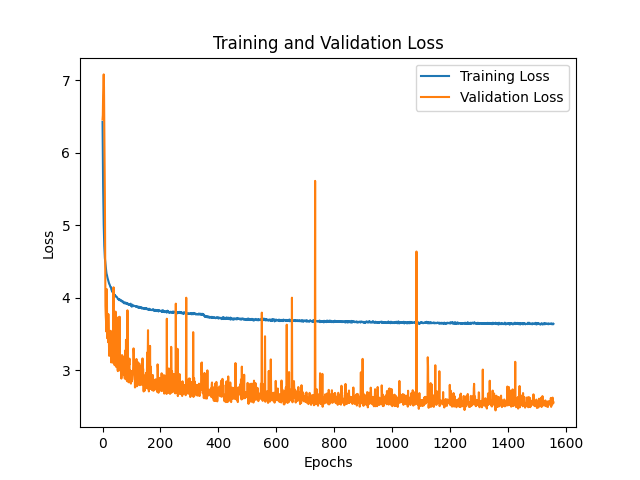 Training and Validation Loss
Training Loss
Validation Loss
7
6
5
4
3
Loss
0 200 400 600 800 1000 1200 1400 1600
Epochs